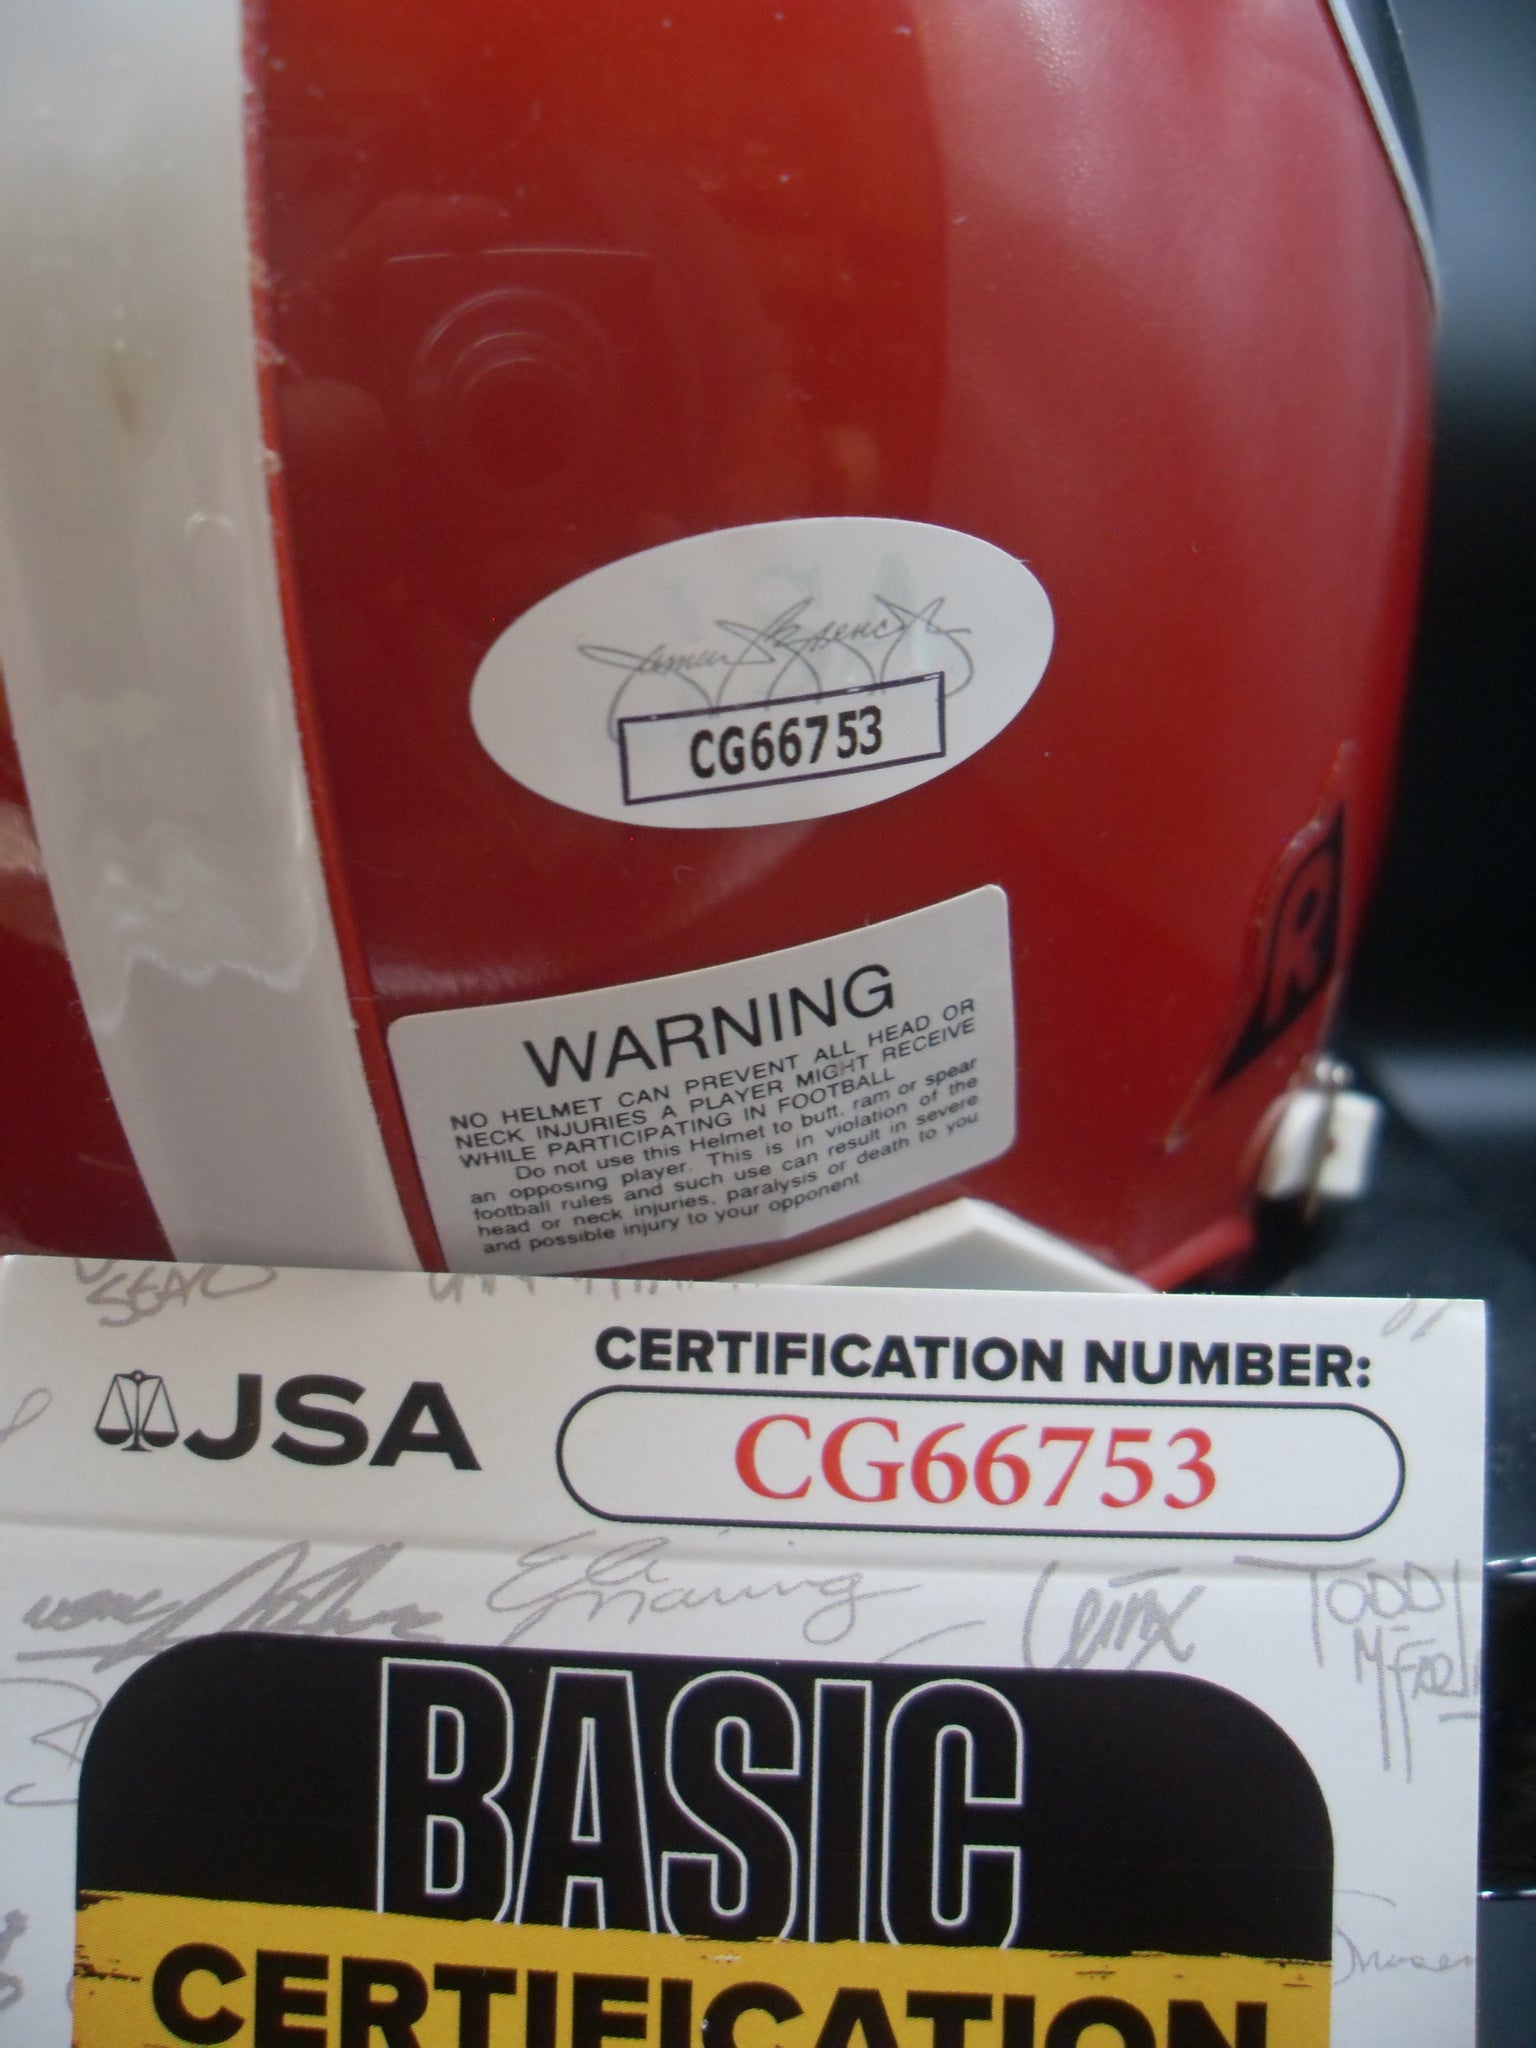 CG66753
R
WARNING
NO HELMET CAN PREVENT ALL HEAD OR
NECK INJURIES A PLAYER MIGHT RECEIVE
WHILE PARTICIPATING IN FOOTBALL
Do not use this Helmet to butt, ram or spear
an opposing player. This is in violation of the
football rules and such use can result in severe
head or neck injuries, paralysis or death to you
and possible injury to your opponent
JSA
CERTIFICATION NUMBER:
CG66753
Eli Manning
TODD
BASIC
CERTIFICATION